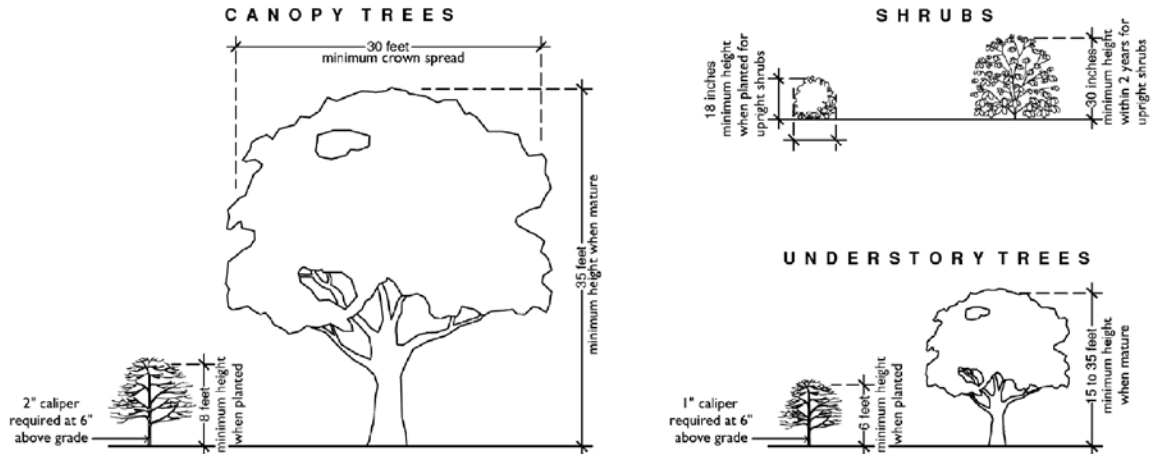 CANOPY TREES
30 feet
minimum crown spread
35 feet
minimum height when mature
8 feet
minimum height
when planted
2" caliper
required at 6"
above grade
SHRUBS
18 inches
minimum height
when planted for
upright shrubs
30 inches
minimum height
within 2 years for
upright shrubs
UNDERSTORY TREES
1" caliper
required at 6"
above grade
6 feet
minimum height
when planted
15 to 35 feet
minimum height
when mature